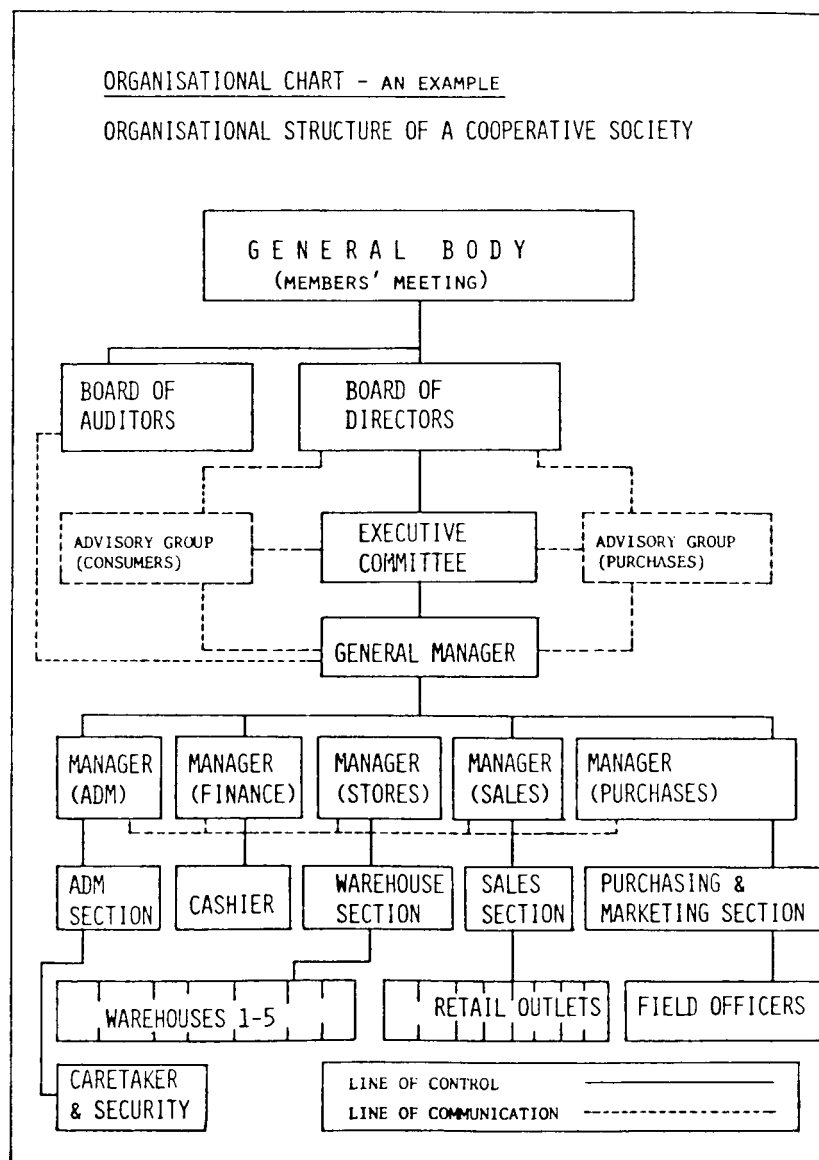 ORGANISATIONAL CHART - AN EXAMPLE
ORGANISATIONAL STRUCTURE OF A COOPERATIVE SOCIETY
GENERAL BODY
(MEMBERS' MEETING)
BOARD OF
AUDITORS
BOARD OF
DIRECTORS
ADVISORY GROUP
(CONSUMERS)
EXECUTIVE
COMMITTEE
ADVISORY GROUP
(PURCHASES)
GENERAL MANAGER
MANAGER
(ADM)
MANAGER
(FINANCE)
MANAGER
(STORES)
MANAGER
(SALES)
MANAGER
(PURCHASES)
ADM
SECTION
CASHIER
WAREHOUSE
SECTION
SALES
SECTION
PURCHASING &
MARKETING SECTION
WAREHOUSES 1-5
RETAIL OUTLETS
FIELD OFFICERS
CARETAKER
& SECURITY
LINE OF CONTROL
LINE OF COMMUNICATION